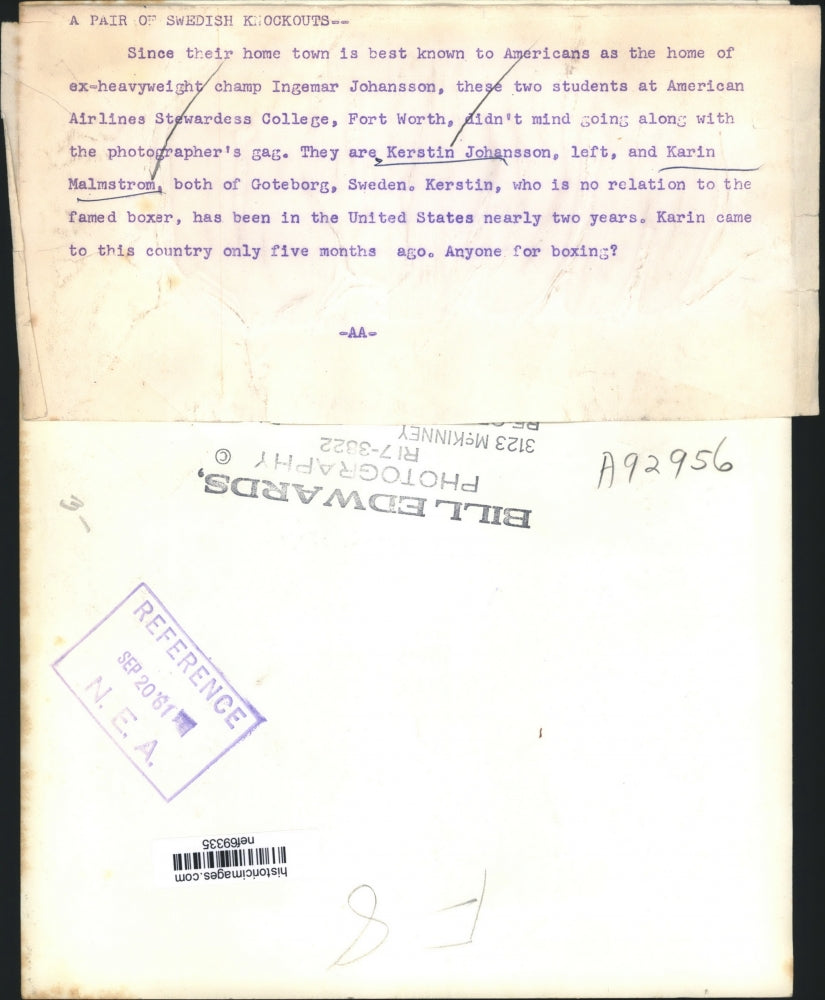 A PAIR OF SWEDISH KNOCKOUTS--
Since their home town is best known to Americans as the home of
ex-heavyweight champ Ingemar Johansson, these two students at American
Airlines Stewardess College, Fort Worth, didn't mind going along with
the photographer's gag. They are Kerstin Johansson, left, and Karin
Malmstrom, both of Goteborg, Sweden. Kerstin, who is no relation to the
famed boxer, has been in the United States nearly two years. Karin came
to this country only five months ago. Anyone for boxing?
-AA-
A92956
BILL EDWARDS,
PHOTOGRAPHY ©
RI7-3822
3123 McKINNEY
REFERENCE
SEP 20 '61
N. E. A.
historicimages.com
nef69335
F 8